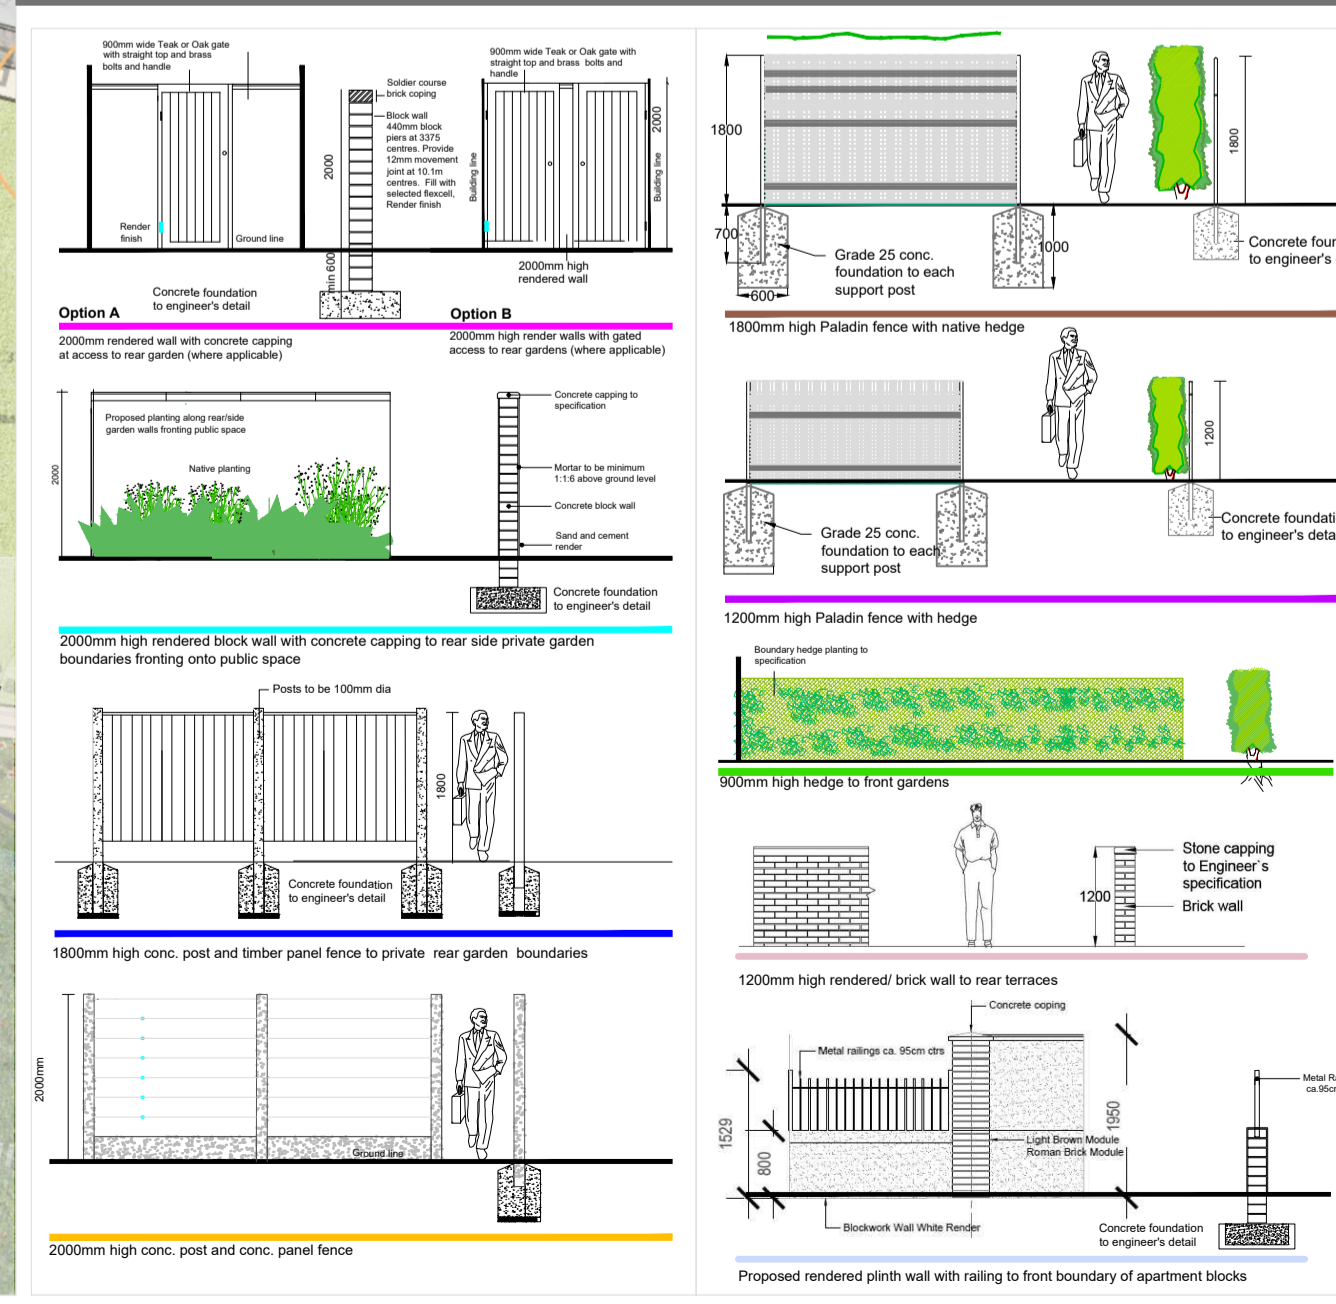 900mm wide Teak or Oak gate
with straight top and brass
bolts and handle
Soldier course
brick coping
Block wall
440mm block
piers at 3375
centres. Provide
12mm movement
joint at 10.1m
centres. Fill with
selected flexcell,
Render finish
2000
min 600
Render
finish
Ground line
Concrete foundation
to engineer's detail
Option A
2000mm rendered wall with concrete capping
at access to rear garden (where applicable)
900mm wide Teak or Oak gate with
straight top and brass bolts and
handle
2000
Building line
Building line
2000mm high
rendered wall
Option B
2000mm high render walls with gated
access to rear gardens (where applicable)
2000
Proposed planting along rear/side
garden walls fronting public space
Native planting
Concrete capping to
specification
Mortar to be minimum
1:1:6 above ground level
Concrete block wall
Sand and cement
render
Concrete foundation
to engineer's detail
2000mm high rendered block wall with concrete capping to rear side private garden
boundaries fronting onto public space
Posts to be 100mm dia
1800
Concrete foundation
to engineer's detail
1800mm high conc. post and timber panel fence to private rear garden boundaries
2000mm
Ground line
2000mm high conc. post and conc. panel fence
1800
700
600
1000
1800
Grade 25 conc.
foundation to each
support post
Concrete four
to engineer's
1800mm high Paladin fence with native hedge
1200
Grade 25 conc.
foundation to each
support post
Concrete foundati
to engineer's deta
1200mm high Paladin fence with hedge
Boundary hedge planting to
specification
900mm high hedge to front gardens
1200
Stone capping
to Engineer`s
specification
Brick wall
1200mm high rendered/ brick wall to rear terraces
Concrete coping
Metal railings ca. 95cm ctrs
1529
800
1950
Light Brown Module
Roman Brick Module
Metal Ra
ca.95cr
Blockwork Wall White Render
Concrete foundation
to engineer's detail
Proposed rendered plinth wall with railing to front boundary of apartment blocks